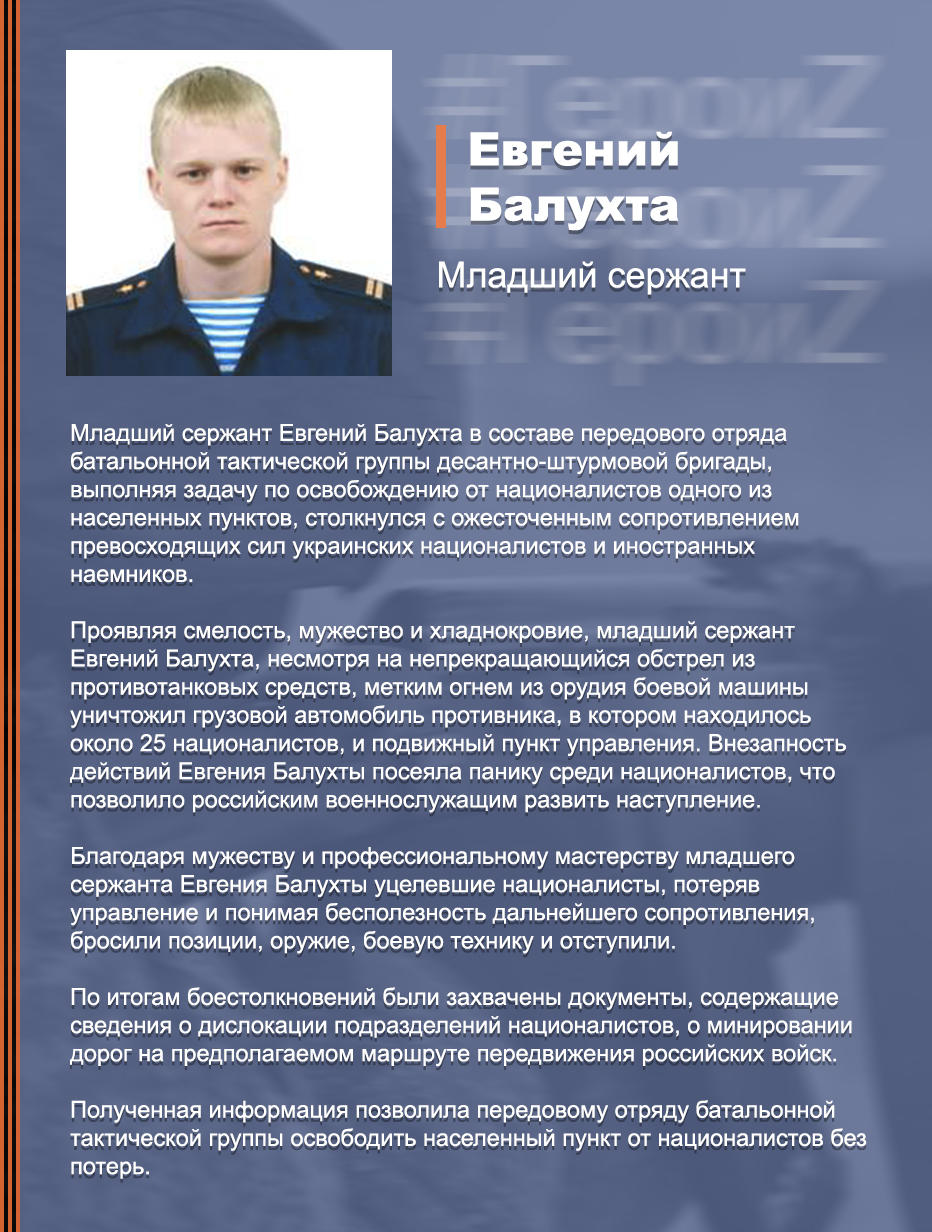 #ГероиZ
Евгений
#ГероиZ
Балухта
Младший сержант
#ГероиZ
Младший сержант Евгений Балухта в составе передового отряда
батальонной тактической группы десантно-штурмовой бригады,
выполняя задачу по освобождению от националистов одного из
населенных пунктов, столкнулся с ожесточенным сопротивлением
превосходящих сил украинских националистов и иностранных
наемников.
Проявляя смелость, мужество и хладнокровие, младший сержант
Евгений Балухта, несмотря на непрекращающийся обстрел из
противотанковых средств, метким огнем из орудия боевой машины
уничтожил грузовой автомобиль противника, в котором находилось
около 25 националистов, и подвижный пункт управления. Внезапность
действий Евгения Балухты посеяла панику среди националистов, что
позволило российским военнослужащим развить наступление.
Благодаря мужеству и профессиональному мастерству младшего
сержанта Евгения Балухты уцелевшие националисты, потеряв
управление и понимая бесполезность дальнейшего сопротивления,
бросили позиции, оружие, боевую технику и отступили.
По итогам боестолкновений были захвачены документы, содержащие
сведения о дислокации подразделений националистов, о минировании
дорог на предполагаемом маршруте передвижения российских войск.
Полученная информация позволила передовому отряду батальонной
тактической группы освободить населенный пункт от националистов без
потерь.